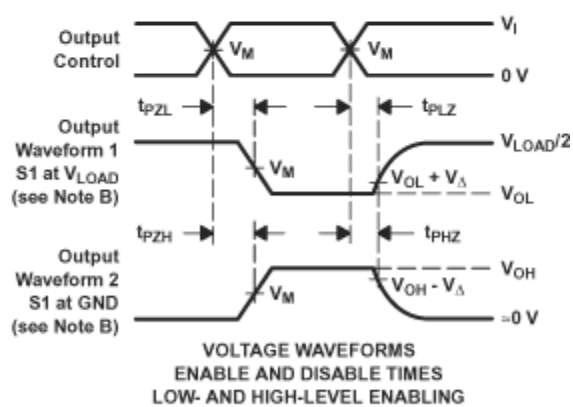 Output
Control
V_M
V_M
V_I
0 V
t_PZL
t_PLZ
Output
Waveform 1
S1 at V_LOAD
(see Note B)
V_M
V_LOAD/2
V_OL + V_Δ
V_OL
t_PZH
t_PHZ
Output
Waveform 2
S1 at GND
(see Note B)
V_M
V_OH
V_OH - V_Δ
≈0 V
VOLTAGE WAVEFORMS
ENABLE AND DISABLE TIMES
LOW- AND HIGH-LEVEL ENABLING